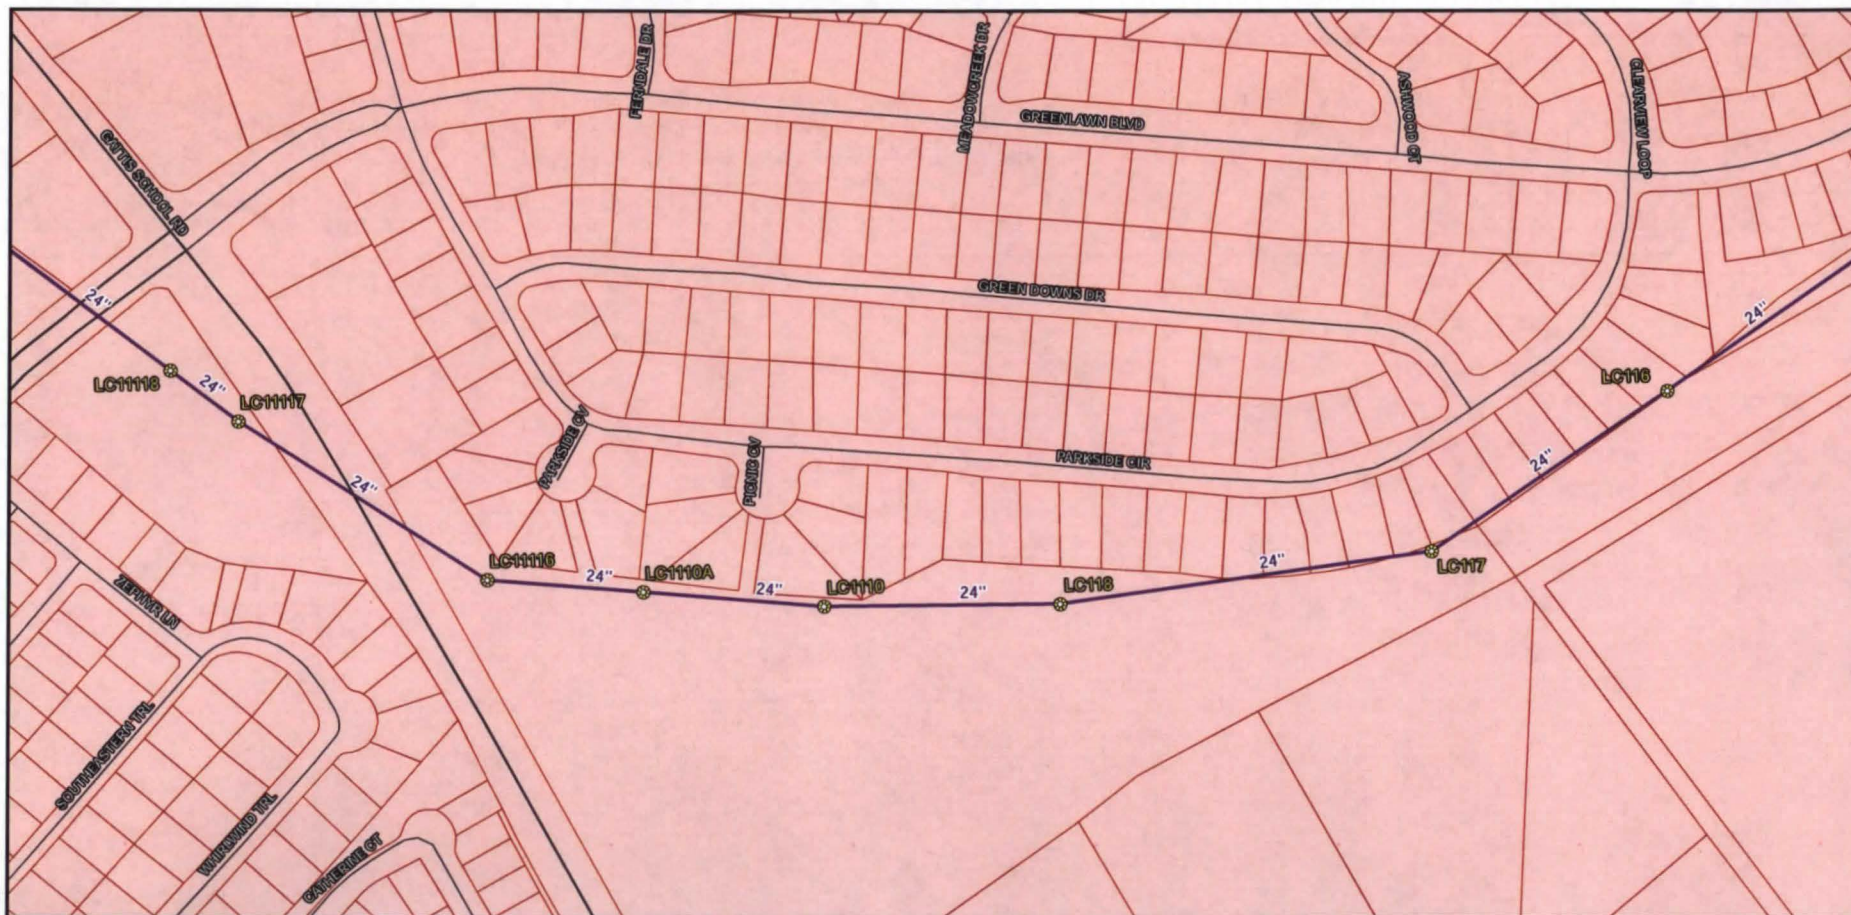 FERNDALE DR
MEADOWCREEK DR
GREENLAWN BLVD
ASHWOOD CT
CLEARVIEW LOOP
GATTIS SCHOOL RD
GREEN DOWNS DR
24"
24"
LC11118
24"
LC11117
LC116
PARKSIDE CV
PICNIC CV
PARKSIDE CIR
24"
24"
LC11116
24"
LC1110A
24"
LC1110
24"
LC118
24"
LC117
ZEPHYR LN
SOUTHEASTERN TRL
WHIRLWIND TRL
CATHERINE CT